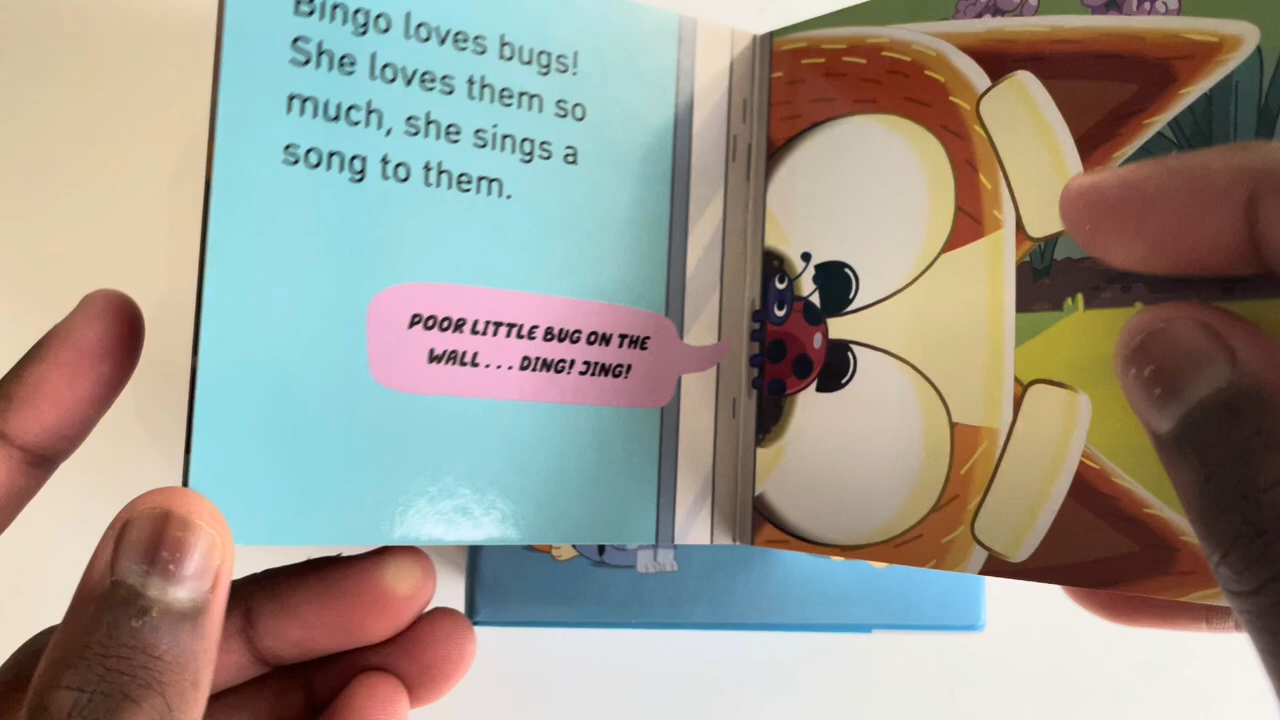 Bingo loves bugs!
She loves them so
much, she sings a
song to them.
POOR LITTLE BUG ON THE
WALL... DING! JING!